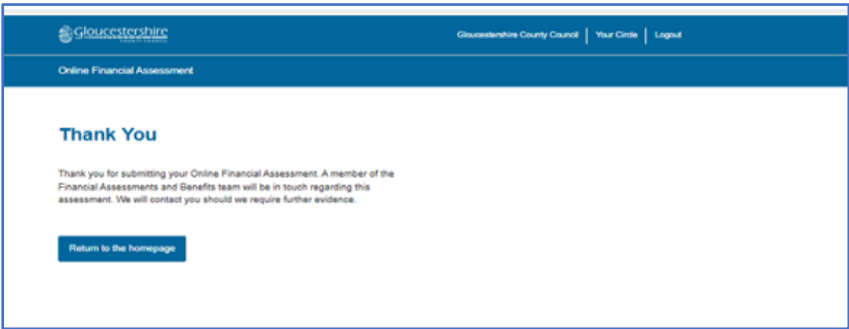 Gloucestershire
COUNTY COUNCIL
Gloucestershire County Council | Your Circle | Logout
Online Financial Assessment
Thank You
Thank you for submitting your Online Financial Assessment. A member of the
Financial Assessments and Benefits team will be in touch regarding this
assessment. We will contact you should we require further evidence.
Return to the homepage